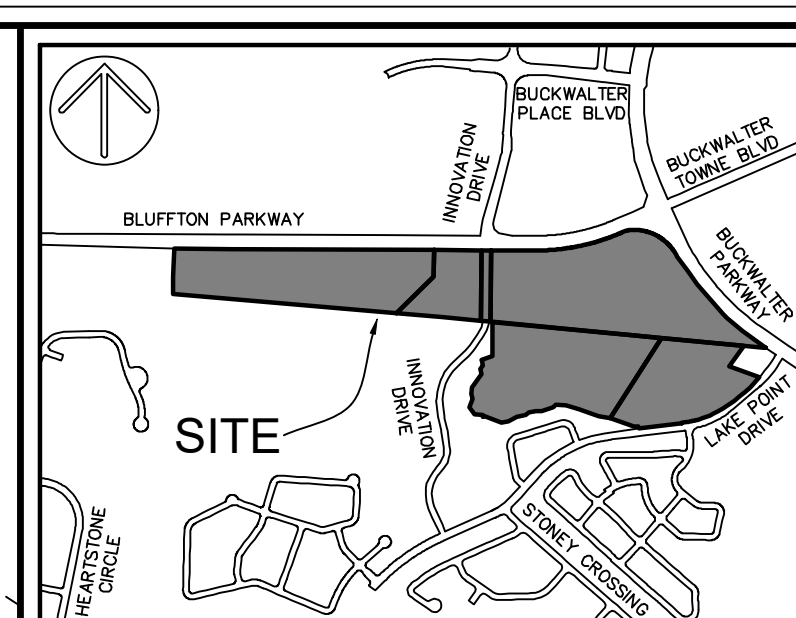 BUCKWALTER
PLACE BLVD
BUCKWALTER
TOWNE BLVD
INNOVATION
DRIVE
BLUFFTON PARKWAY
BUCKWALTER
PARKWAY
INNOVATION
DRIVE
SITE
LAKE POINT
DRIVE
HEARTSTONE
CIRCLE
STONEY CROSSING